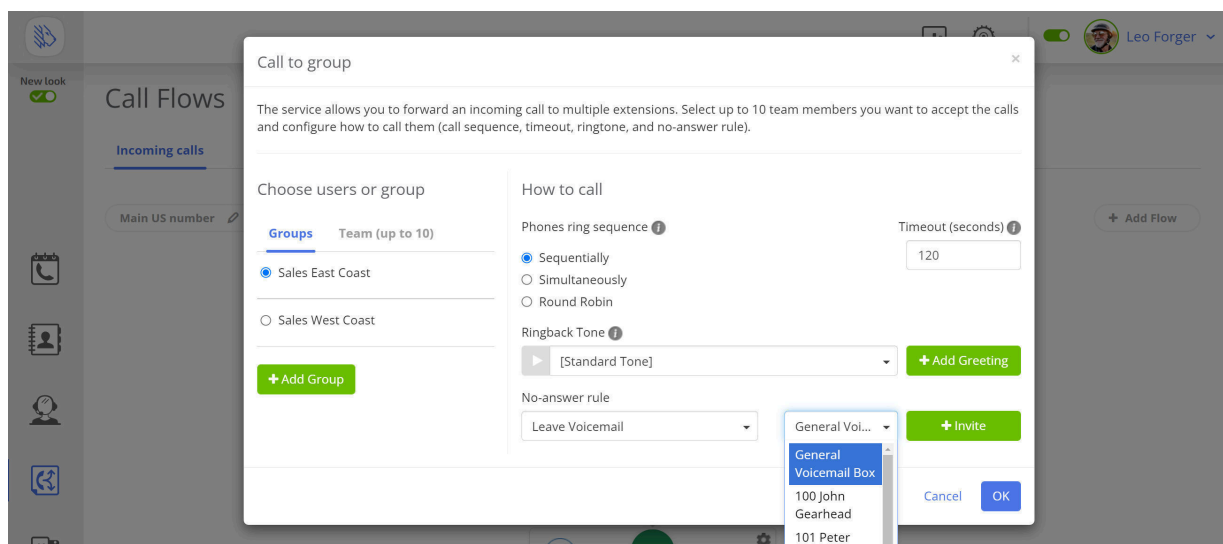 New look
Leo Forger
Call Flows
Incoming calls
Main US number
+ Add Flow
Call to group
×
The service allows you to forward an incoming call to multiple extensions. Select up to 10 team members you want to accept the calls
and configure how to call them (call sequence, timeout, ringtone, and no-answer rule).
Choose users or group
Groups Team (up to 10)
Sales East Coast
Sales West Coast
+ Add Group
How to call
Phones ring sequence i
Timeout (seconds) i
Sequentially
120
Simultaneously
Round Robin
Ringback Tone i
[Standard Tone]
+ Add Greeting
No-answer rule
Leave Voicemail
General Voi...
+ Invite
General
Voicemail Box
100 John
Gearhead
101 Peter
Cancel OK